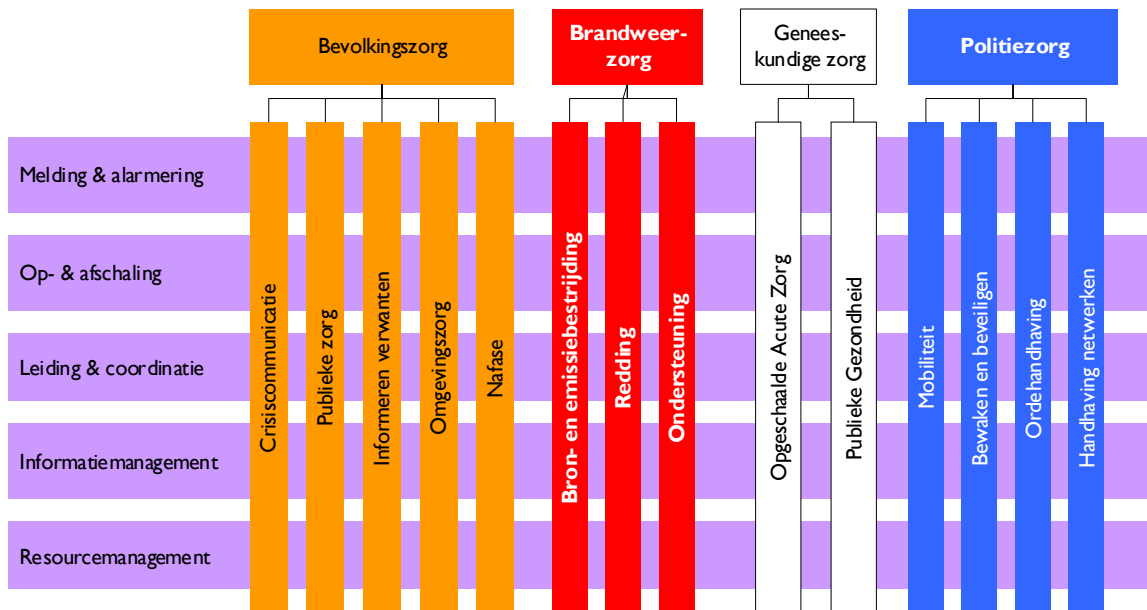 Bevolkingszorg
Brandweer-
zorg
Genees-
kundige zorg
Politiezorg
Melding & alarmering
Op- & afschaling
Leiding & coordinatie
Informatiemanagement
Resourcemanagement
Crisiscommunicatie
Publieke zorg
Informeren verwanten
Omgevingszorg
Nafase
Bron- en emissiebestrijding
Redding
Ondersteuning
Opgeschaalde Acute Zorg
Publieke Gezondheid
Mobiliteit
Bewaken en beveiligen
Ordehandhaving
Handhaving netwerken